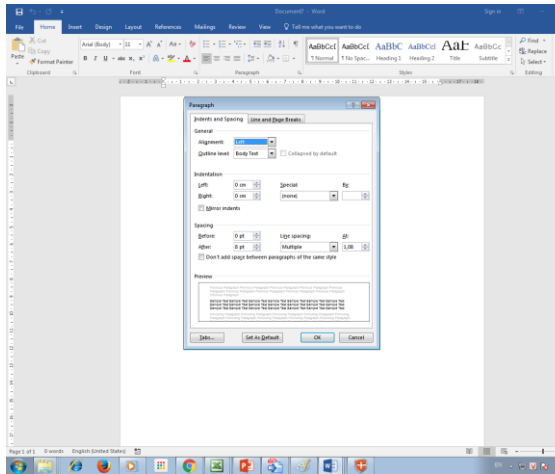 Document7 - Word
Sign in
File Home Insert Design Layout References Mailings Review View Tell me what you want to do
Cut
Copy
Format Painter
Paste
Clipboard
Arial (Body) 11
B I U abc x₂ x²
Font
Paragraph
AaBbCcI AaBbCcI AaBbC AaBbCcI AaB AaBbCc
¶ Normal ¶ No Spac... Heading 1 Heading 2 Title Subtitle
Styles
Find
Replace
Select
Editing
Paragraph
Indents and Spacing Line and Page Breaks
General
Alignment: Left
Outline level: Body Text Collapsed by default
Indentation
Left: 0 cm Special: By:
Right: 0 cm (none)
Mirror indents
Spacing
Before: 0 pt Line spacing: At:
After: 8 pt Multiple 1,08
Don't add space between paragraphs of the same style
Preview
Tabs... Set As Default OK Cancel
Page 1 of 1 0 words English (United States)
EN